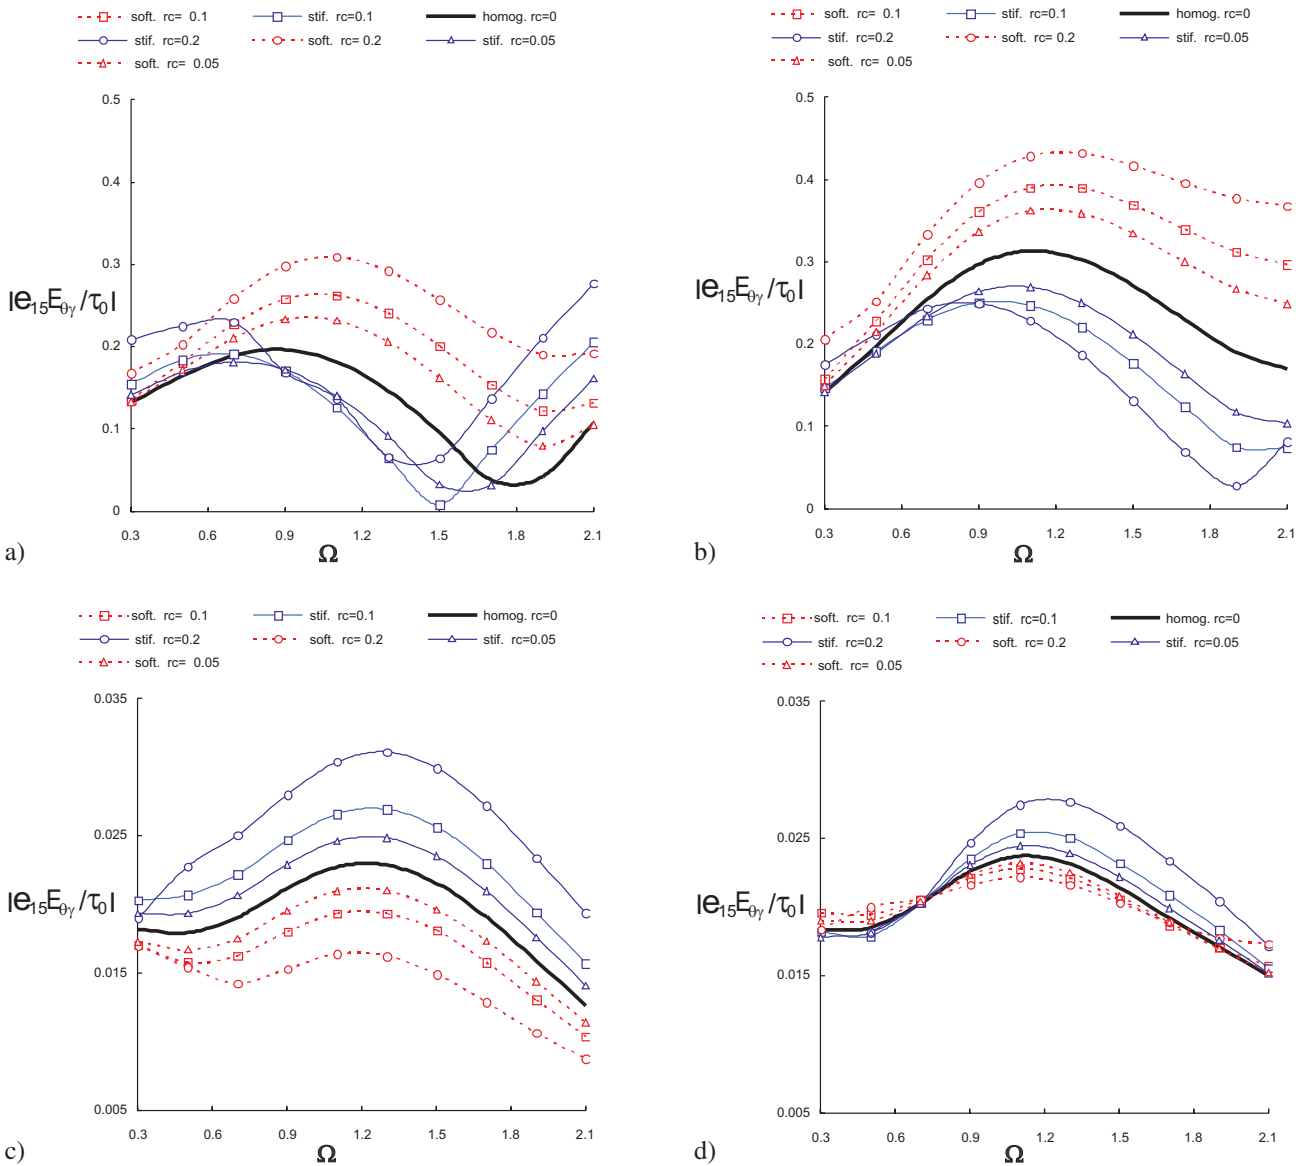 soft. rc= 0.1 stif. rc=0.1 homog. rc=0
stif. rc=0.2 soft. rc= 0.2 stif. rc=0.05
soft. rc= 0.05
0.5
0.4
0.3
|e15Eθγ/τ0|
0.2
0.1
0
0.3 0.6 0.9 1.2 1.5 1.8 2.1
Ω
a)
soft. rc= 0.1 stif. rc=0.1 homog. rc=0
stif. rc=0.2 soft. rc= 0.2 stif. rc=0.05
soft. rc= 0.05
0.5
0.4
0.3
|e15Eθγ/τ0|
0.2
0.1
0
0.3 0.6 0.9 1.2 1.5 1.8 2.1
Ω
b)
soft. rc= 0.1 stif. rc=0.1 homog. rc=0
stif. rc=0.2 soft. rc= 0.2 stif. rc=0.05
soft. rc= 0.05
0.035
0.025
|e15Eθγ/τ0|
0.015
0.005
0.3 0.6 0.9 1.2 1.5 1.8 2.1
Ω
c)
soft. rc= 0.1 stif. rc=0.1 homog. rc=0
stif. rc=0.2 soft. rc= 0.2 stif. rc=0.05
soft. rc= 0.05
0.035
0.025
|e15Eθγ/τ0|
0.015
0.005
0.3 0.6 0.9 1.2 1.5 1.8 2.1
Ω
d)